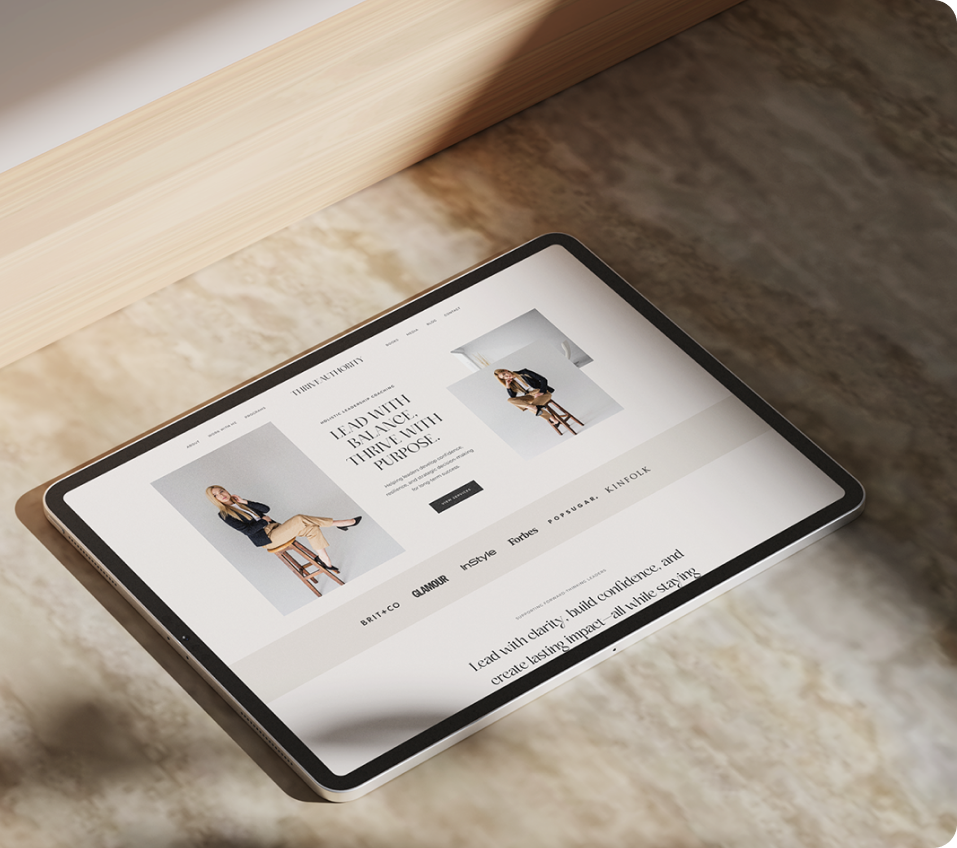 ABOUT
WORK WITH ME
PROGRAMS
THRIVE AUTHORITY
BOOKS
MEDIA
BLOG
CONTACT
HOLISTIC LEADERSHIP COACHING
LEAD WITH
BALANCE.
THRIVE WITH
PURPOSE.
Helping leaders develop confidence,
resilience, and strategic decision-making
for long-term success.
VIEW SERVICES
BRIT+CO
GLAMOUR
InStyle
Forbes
POPSUGAR.
KINFOLK
SUPPORTING FORWARD-THINKING LEADERS
Lead with clarity, build confidence, and
create lasting impact—all while staying